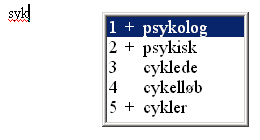 syk
1 + psykolog
2 + psykisk
3 cyklede
4 cykelløb
5 + cykler